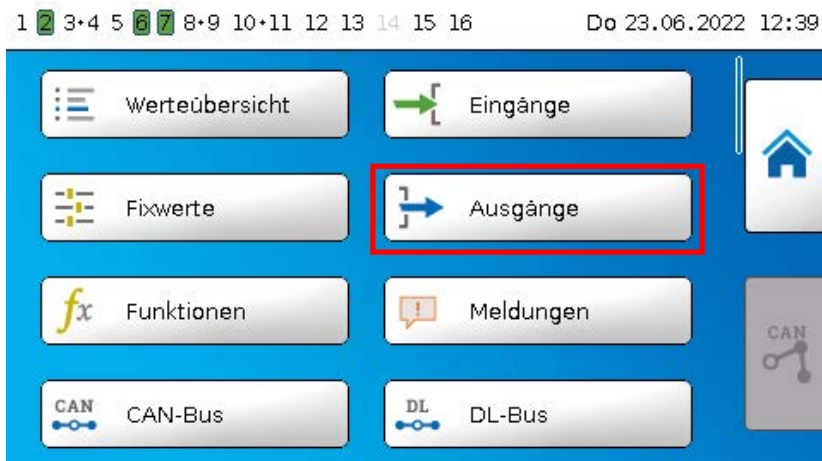 1 2 3•4 5 6 7 8•9 10•11 12 13 14 15 16 Do 23.06.2022 12:39
Werteübersicht
Eingänge
Fixwerte
Ausgänge
fx Funktionen
! Meldungen
CAN
CAN CAN-Bus
DL DL-Bus